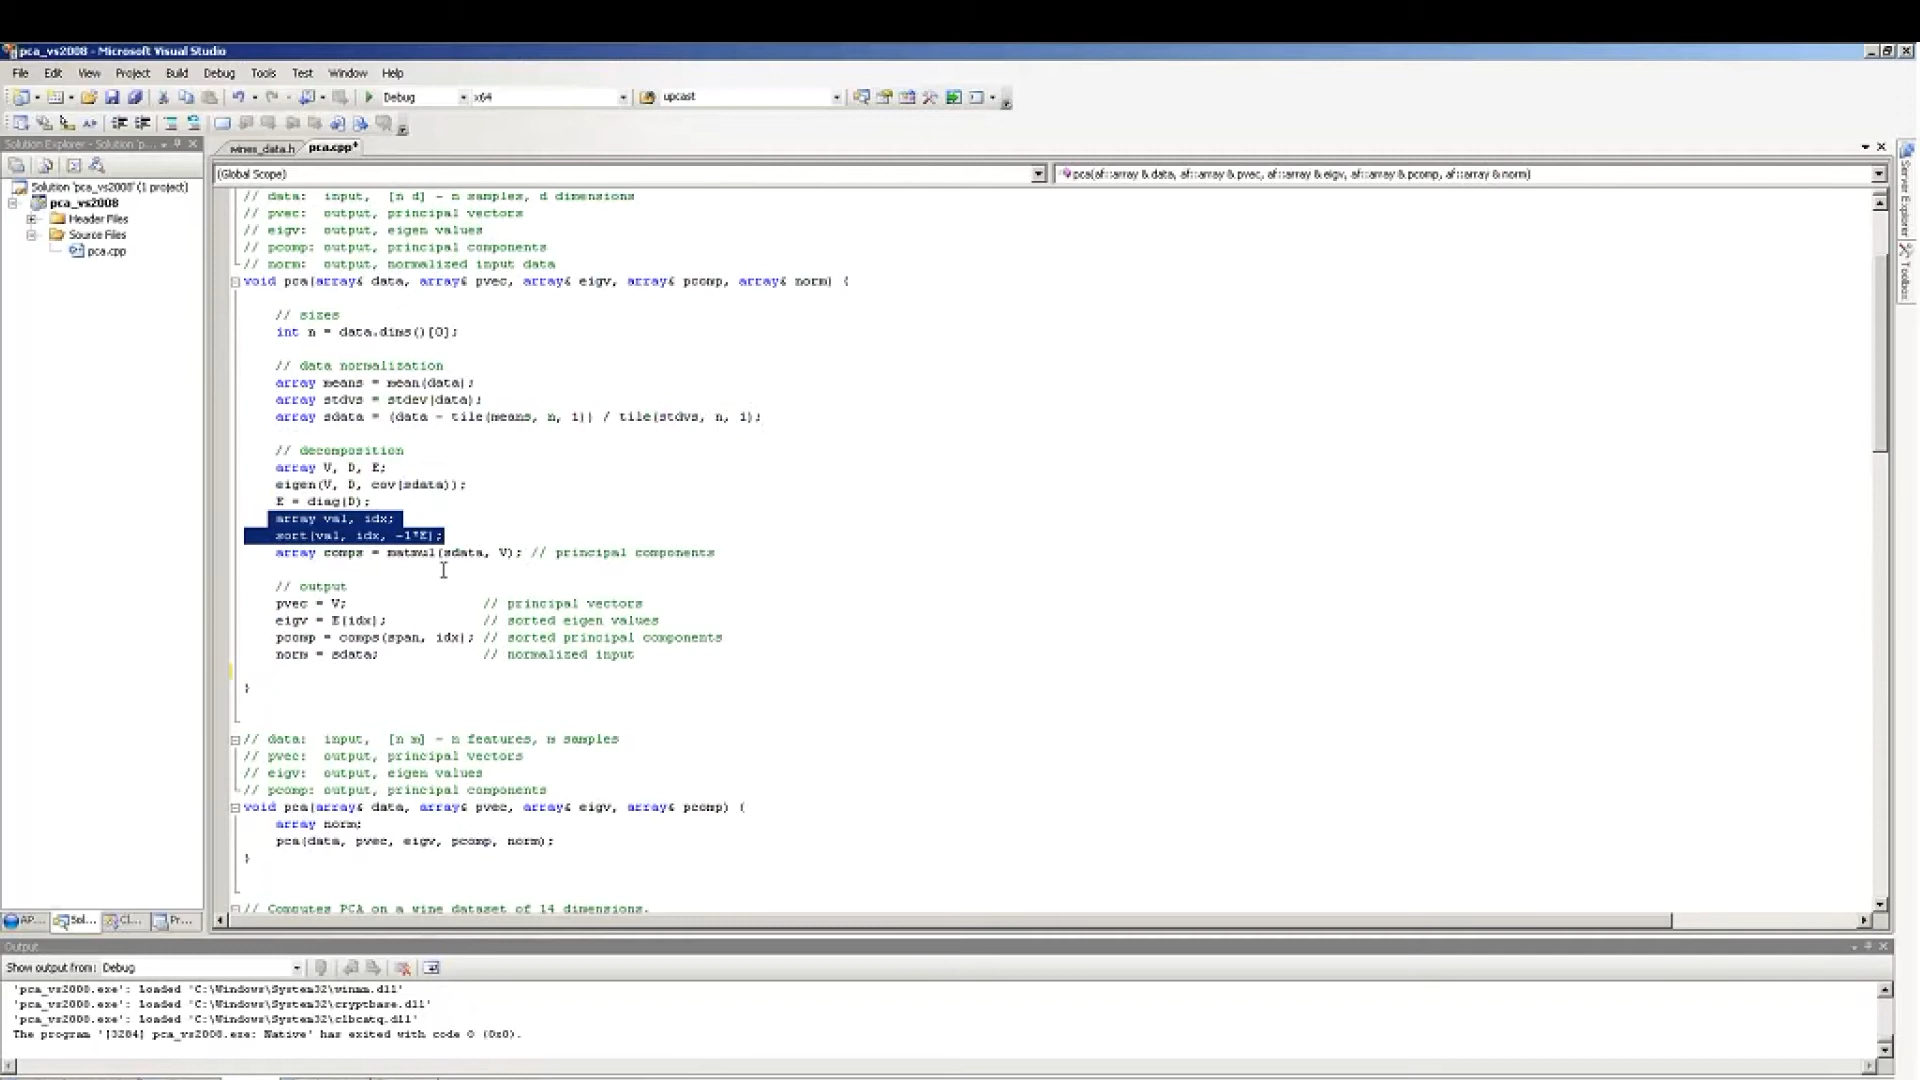 pca_vs2008 - Microsoft Visual Studio
File Edit View Project Build Debug Tools Test Window Help
Debug x64 upcast
Solution Explorer - Solution 'p...
wines_data.h pca.cpp*
(Global Scope) pca(af::array & data, af::array & pvec, af::array & eigv, af::array & pcomp, af::array & norm)
Solution 'pca_vs2008' (1 project)
pca_vs2008
Header Files
Source Files
pca.cpp
// data: input, [n d] - n samples, d dimensions
// pvec: output, principal vectors
// eigv: output, eigen values
// pcomp: output, principal components
// norm: output, normalized input data
void pca(array& data, array& pvec, array& eigv, array& pcomp, array& norm) {
// sizes
int n = data.dims()[0];
// data normalization
array means = mean(data);
array stdvs = stdev(data);
array sdata = (data - tile(means, n, 1)) / tile(stdvs, n, 1);
// decomposition
array V, D, E;
eigen(V, D, cov(sdata));
E = diag(D);
array val, idx;
sort(val, idx, -1*E);
array comps = matmul(sdata, V); // principal components
// output
pvec = V; // principal vectors
eigv = E(idx); // sorted eigen values
pcomp = comps(span, idx); // sorted principal components
norm = sdata; // normalized input
}
// data: input, [n m] - n features, m samples
// pvec: output, principal vectors
// eigv: output, eigen values
// pcomp: output, principal components
void pca(array& data, array& pvec, array& eigv, array& pcomp) {
array norm;
pca(data, pvec, eigv, pcomp, norm);
}
// Computes PCA on a wine dataset of 14 dimensions.
Server Explorer
Toolbox
AP... Sol... Cl... Pr...
Output
Show output from: Debug
'pca_vs2008.exe': Loaded 'C:\Windows\System32\winmm.dll'
'pca_vs2008.exe': Loaded 'C:\Windows\System32\cryptbase.dll'
'pca_vs2008.exe': Loaded 'C:\Windows\System32\clbcatq.dll'
The program '[3284] pca_vs2008.exe: Native' has exited with code 0 (0x0).